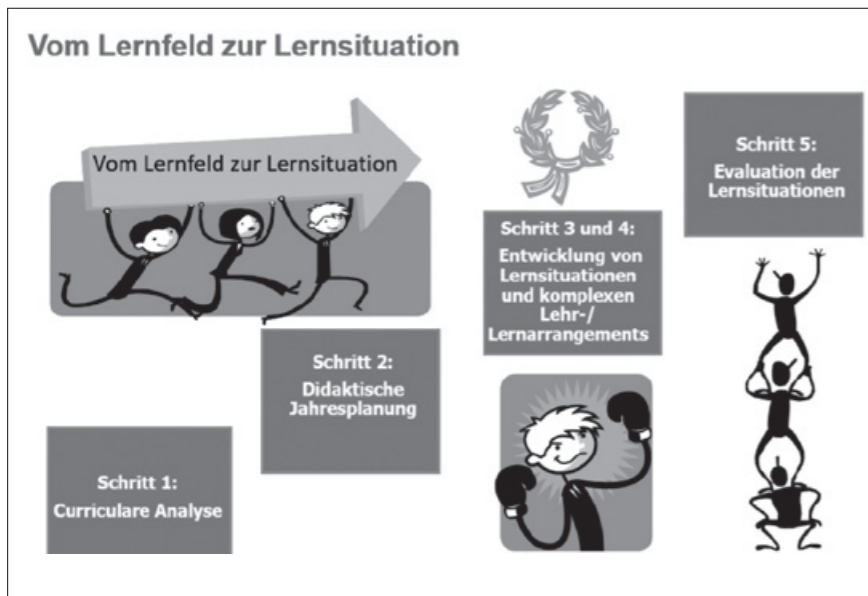 Vom Lernfeld zur Lernsituation
Vom Lernfeld zur Lernsituation
Schritt 1:
Curriculare Analyse
Schritt 2:
Didaktische
Jahresplanung
Schritt 3 und 4:
Entwicklung von
Lernsituationen
und komplexen
Lehr-/
Lernarrangements
Schritt 5:
Evaluation der
Lernsituationen